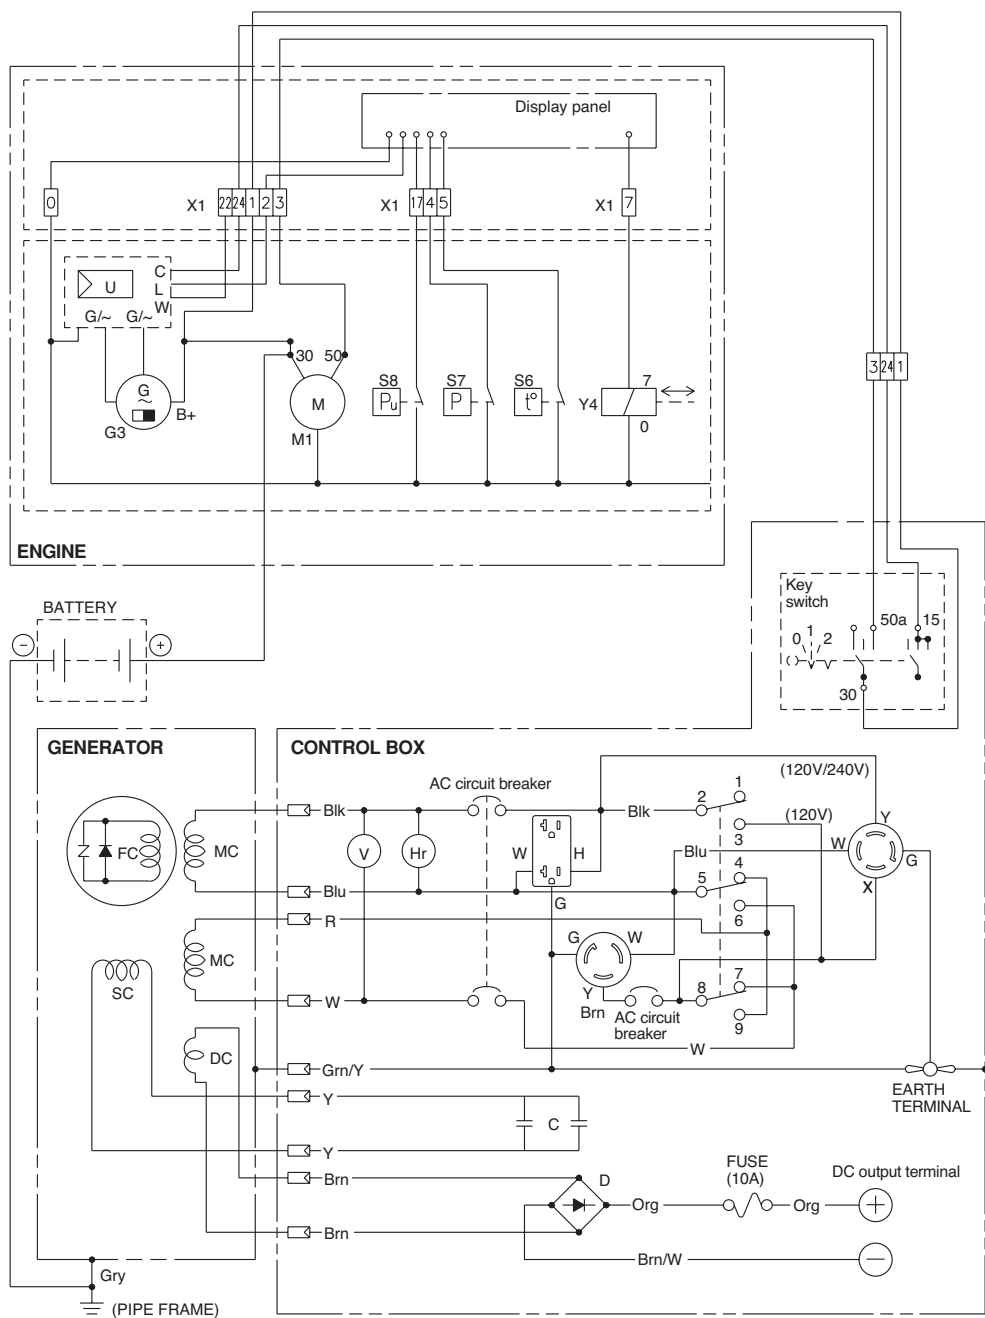 Display panel
0
X1
22
24
1
2
3
X1
17
4
5
X1
7
U
C
L
W
G/~
G/~
G
~
B+
G3
30
50
M
M1
S8
Pu
S7
P
S6
t°
Y4
7
0
3
24
1
ENGINE
BATTERY
−
+
Key
switch
50a
15
0
1
2
30
GENERATOR
CONTROL BOX
AC circuit breaker
(120V/240V)
(120V)
FC
MC
Blk
V
Hr
W
H
G
Blk
2
1
3
Y
W
G
X
Blu
Blu
5
4
6
R
MC
SC
W
G
W
Y
Brn
AC circuit
breaker
8
7
9
W
DC
Grn/Y
EARTH
TERMINAL
Y
C
Y
Brn
D
Org
FUSE
(10A)
Org
DC output terminal
+
Brn
Brn/W
−
Gry
(PIPE FRAME)